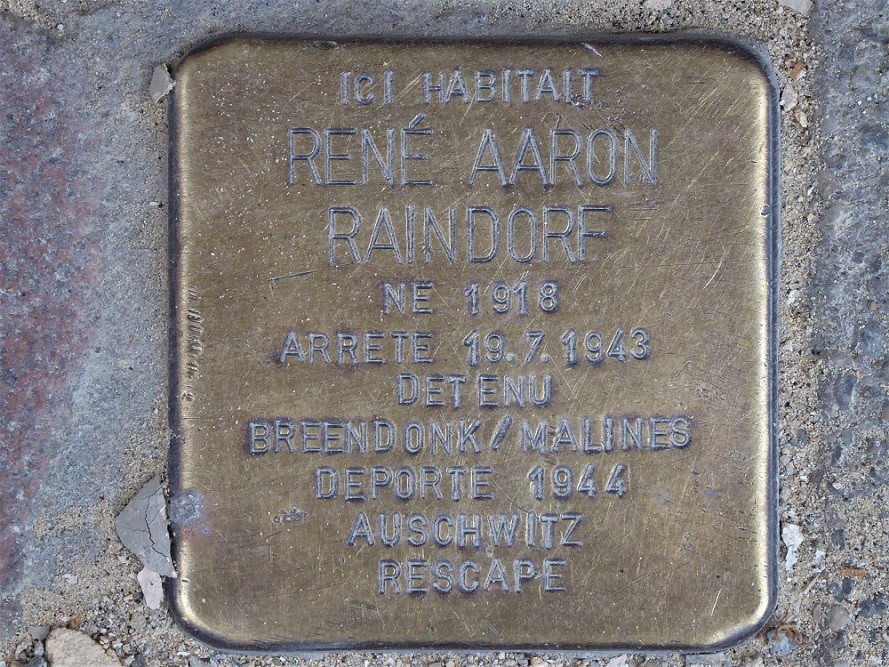 ICI HABITAIT
RENÉ AARON
RAINDORF
NE 1918
ARRETE 19.7.1943
DETENU
BREENDONK/MALINES
DEPORTE 1944
AUSCHWITZ
RESCAPE